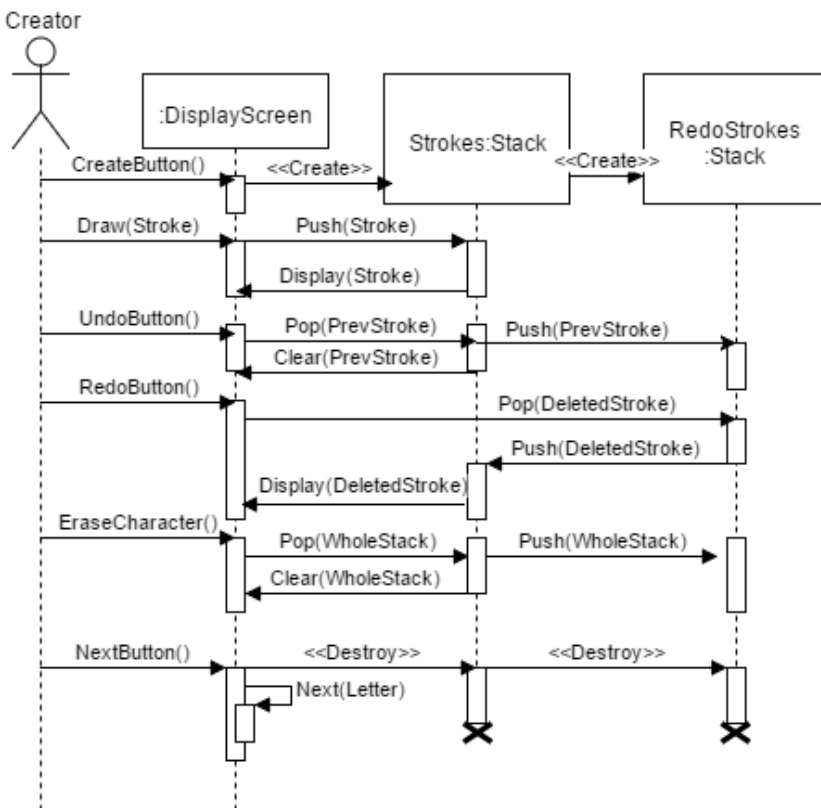 Creator
:DisplayScreen
Strokes:Stack
RedoStrokes
:Stack
CreateButton()
<<Create>>
<<Create>>
Draw(Stroke)
Push(Stroke)
Display(Stroke)
UndoButton()
Pop(PrevStroke)
Push(PrevStroke)
Clear(PrevStroke)
RedoButton()
Pop(DeletedStroke)
Push(DeletedStroke)
Display(DeletedStroke)
EraseCharacter()
Pop(WholeStack)
Push(WholeStack)
Clear(WholeStack)
NextButton()
<<Destroy>>
<<Destroy>>
Next(Letter)